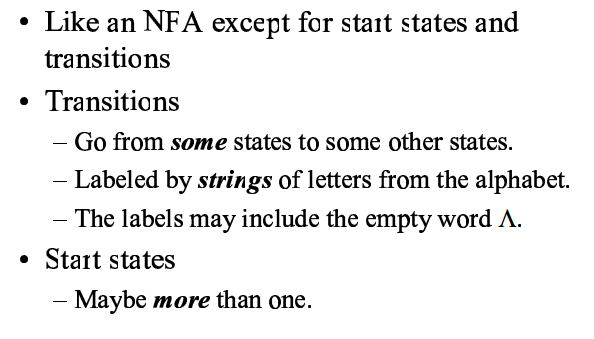 • Like an NFA except for start states and
transitions
• Transitions
– Go from some states to some other states.
– Labeled by strings of letters from the alphabet.
– The labels may include the empty word Λ.
• Start states
– Maybe more than one.